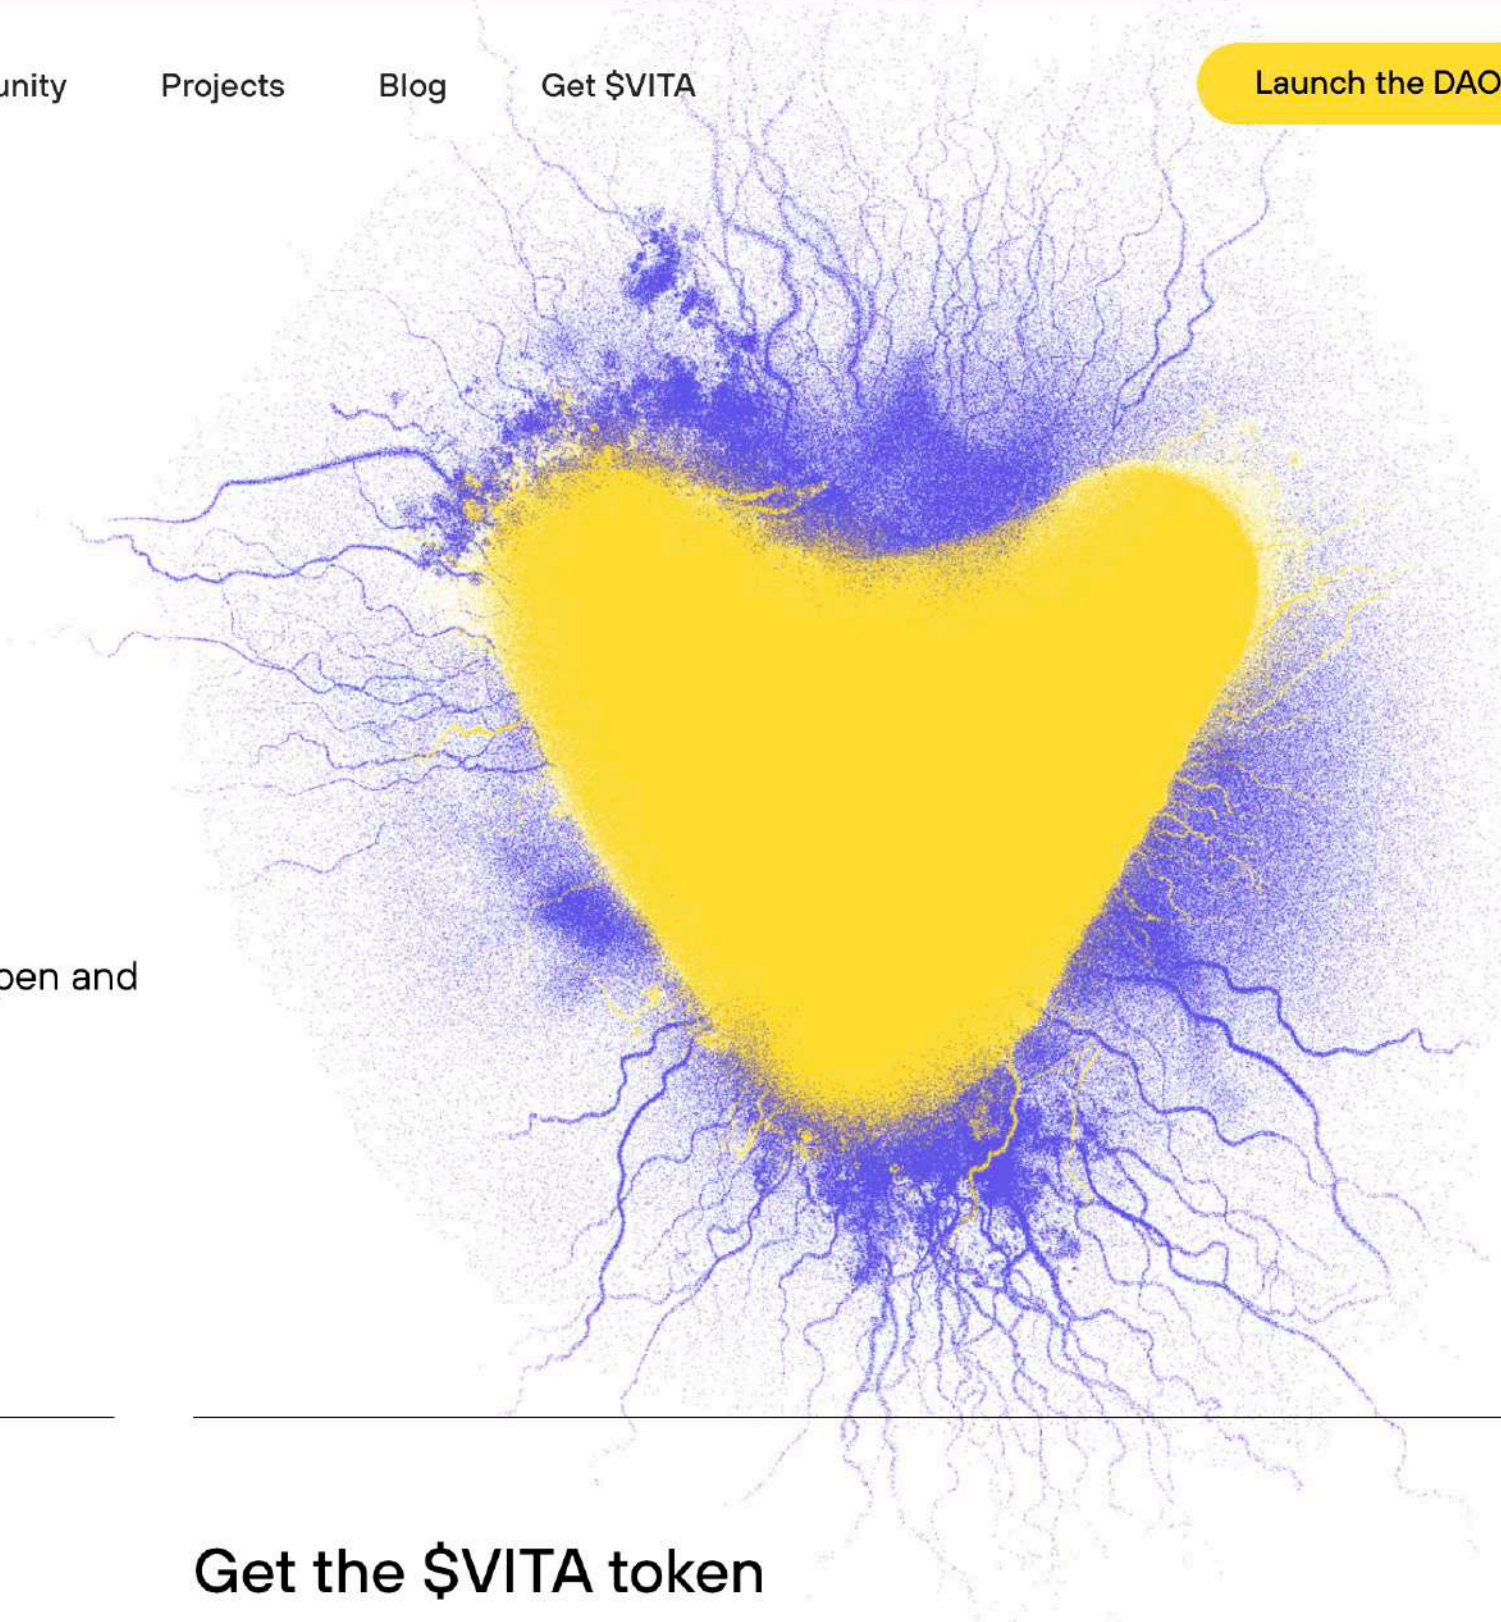 unity Projects Blog Get $VITA Launch the DAO
pen and
Get the $VITA token